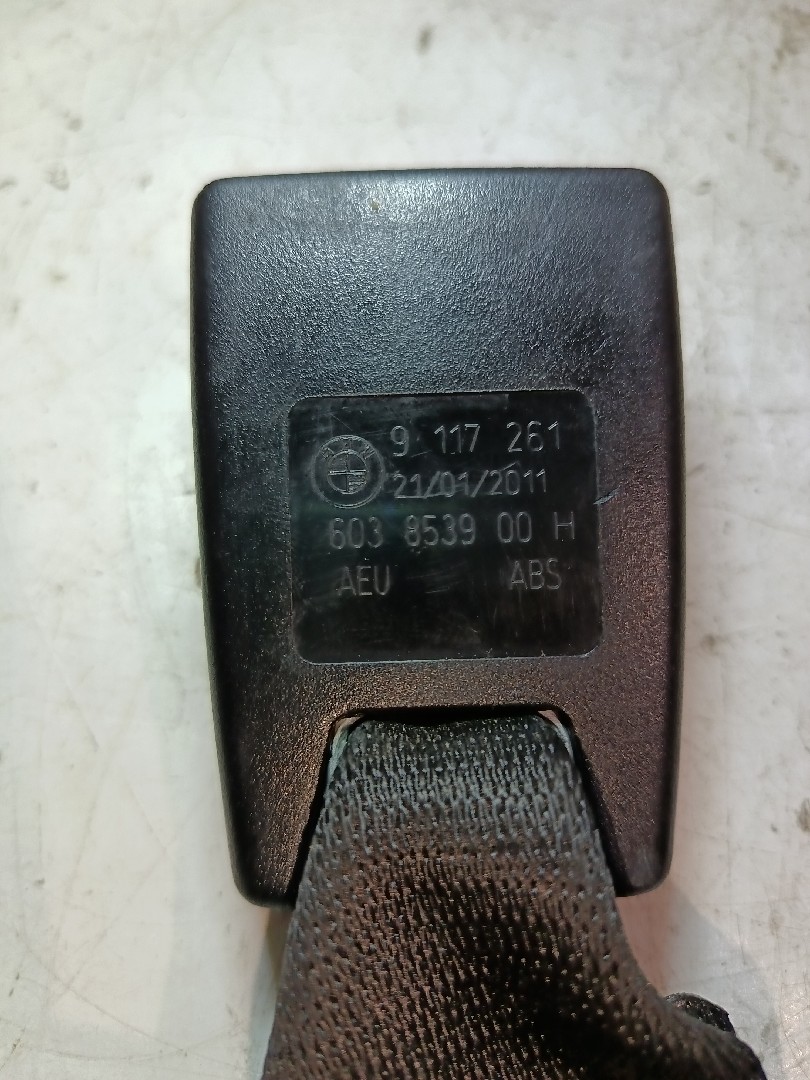 9 117 261
21/01/2011
603 8539 00 H
AEU ABS